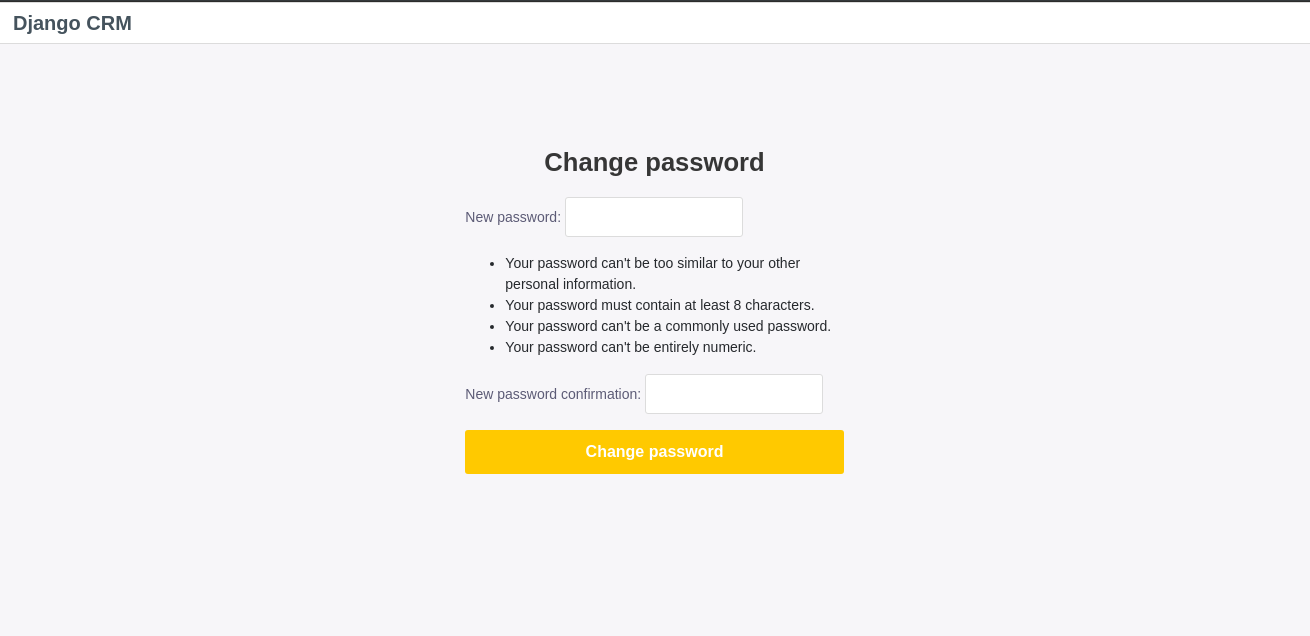 Django CRM
Change password
New password:
Your password can't be too similar to your other
personal information.
Your password must contain at least 8 characters.
Your password can't be a commonly used password.
Your password can't be entirely numeric.
New password confirmation:
Change password